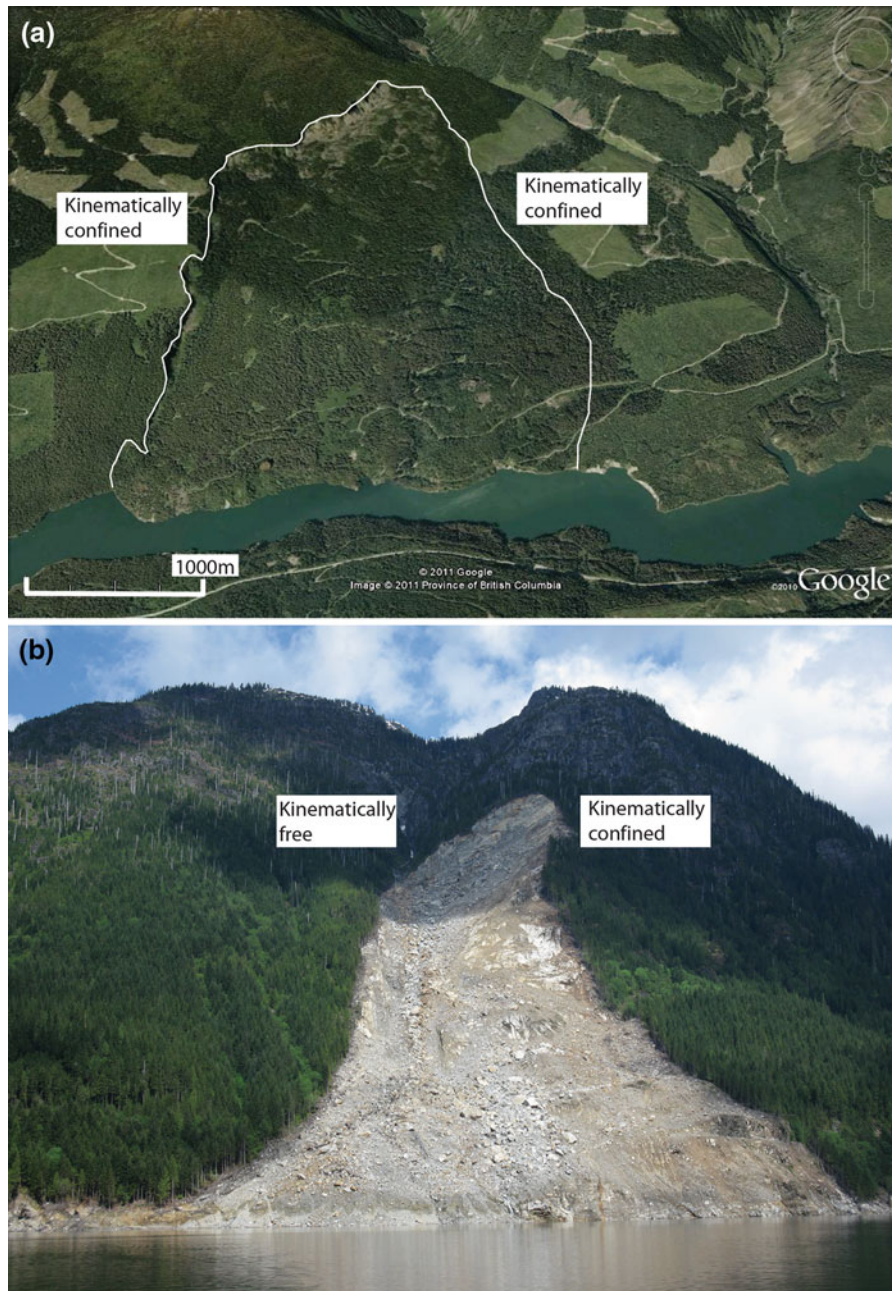 (a)
Kinematically
confined
Kinematically
confined
1000m
© 2011 Google
Image © 2011 Province of British Columbia
©2010 Google
(b)
Kinematically
free
Kinematically
confined